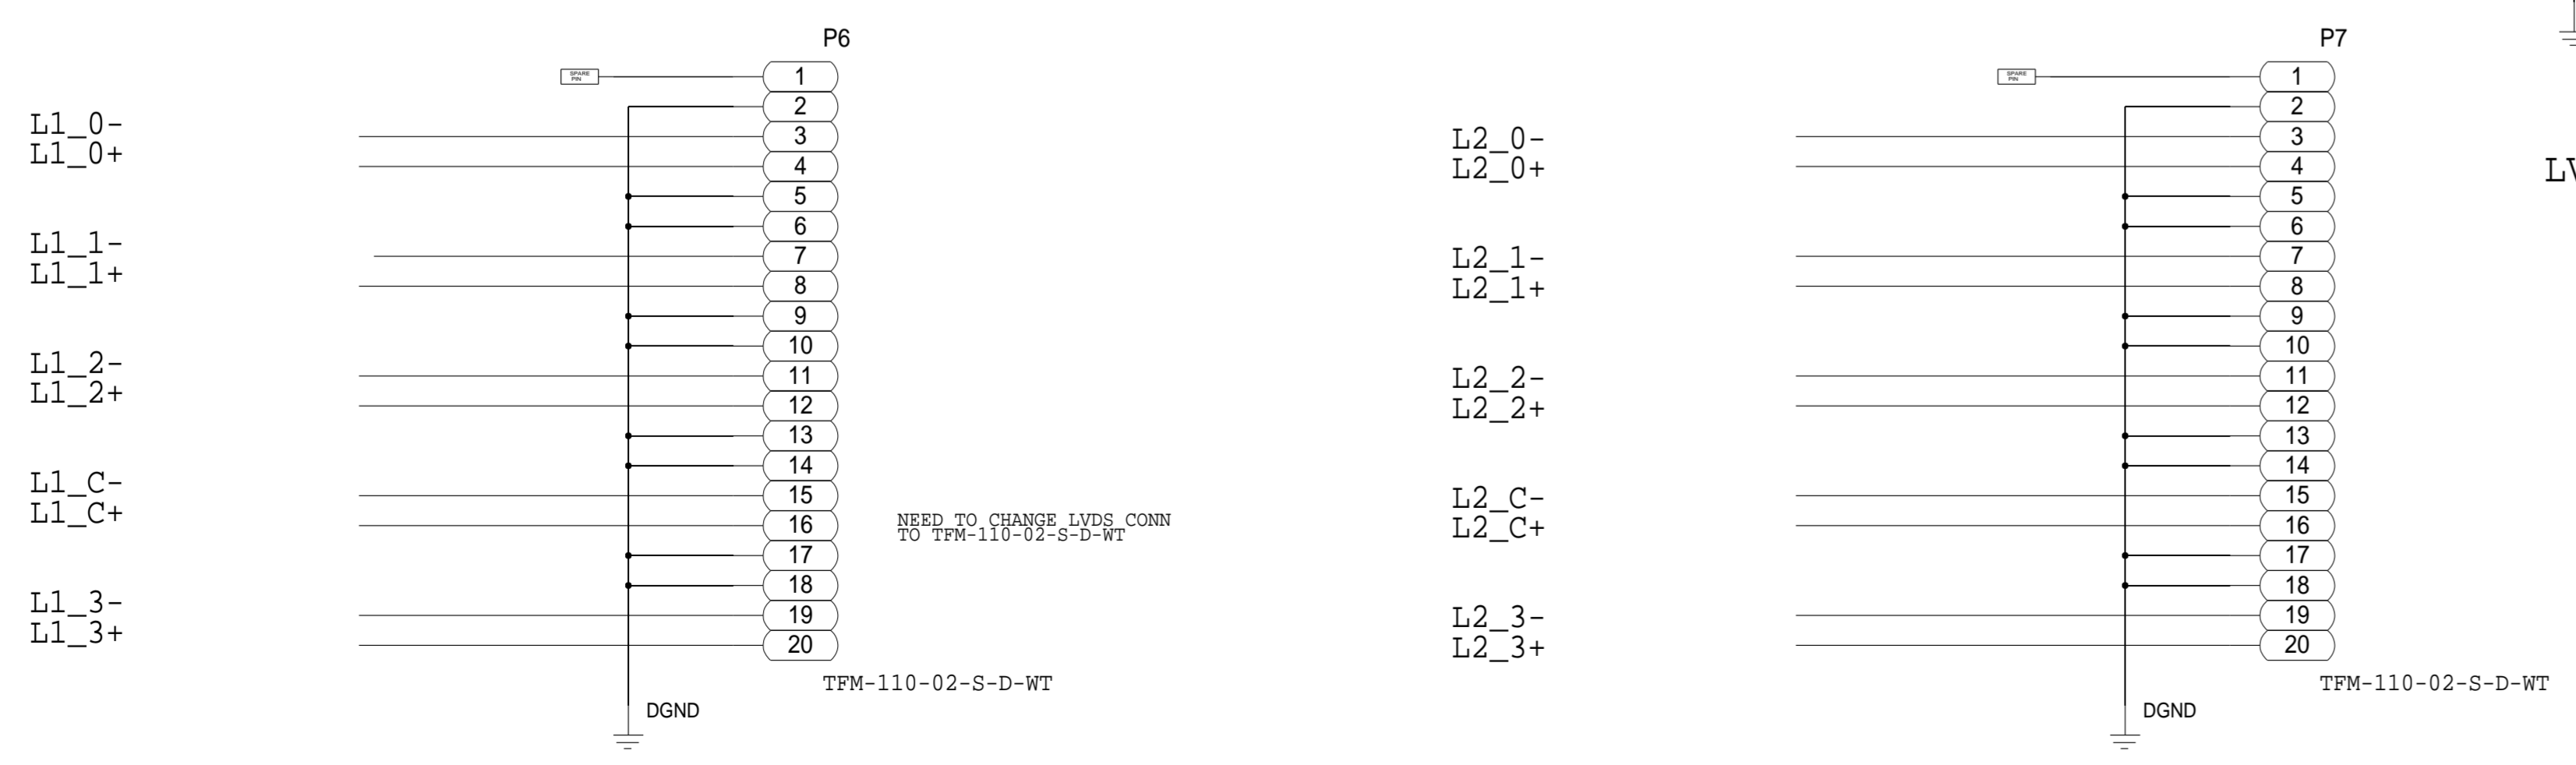 P6
SPARE
PIN
1
2
3
4
5
6
7
8
9
10
11
12
13
14
15
16
17
18
19
20
L1_0-
L1_0+
L1_1-
L1_1+
L1_2-
L1_2+
L1_C-
L1_C+
L1_3-
L1_3+
NEED TO CHANGE LVDS CONN
TO TFM-110-02-S-D-WT
TFM-110-02-S-D-WT
DGND
P7
SPARE
PIN
1
2
3
4
5
6
7
8
9
10
11
12
13
14
15
16
17
18
19
20
L2_0-
L2_0+
L2_1-
L2_1+
L2_2-
L2_2+
L2_C-
L2_C+
L2_3-
L2_3+
TFM-110-02-S-D-WT
DGND